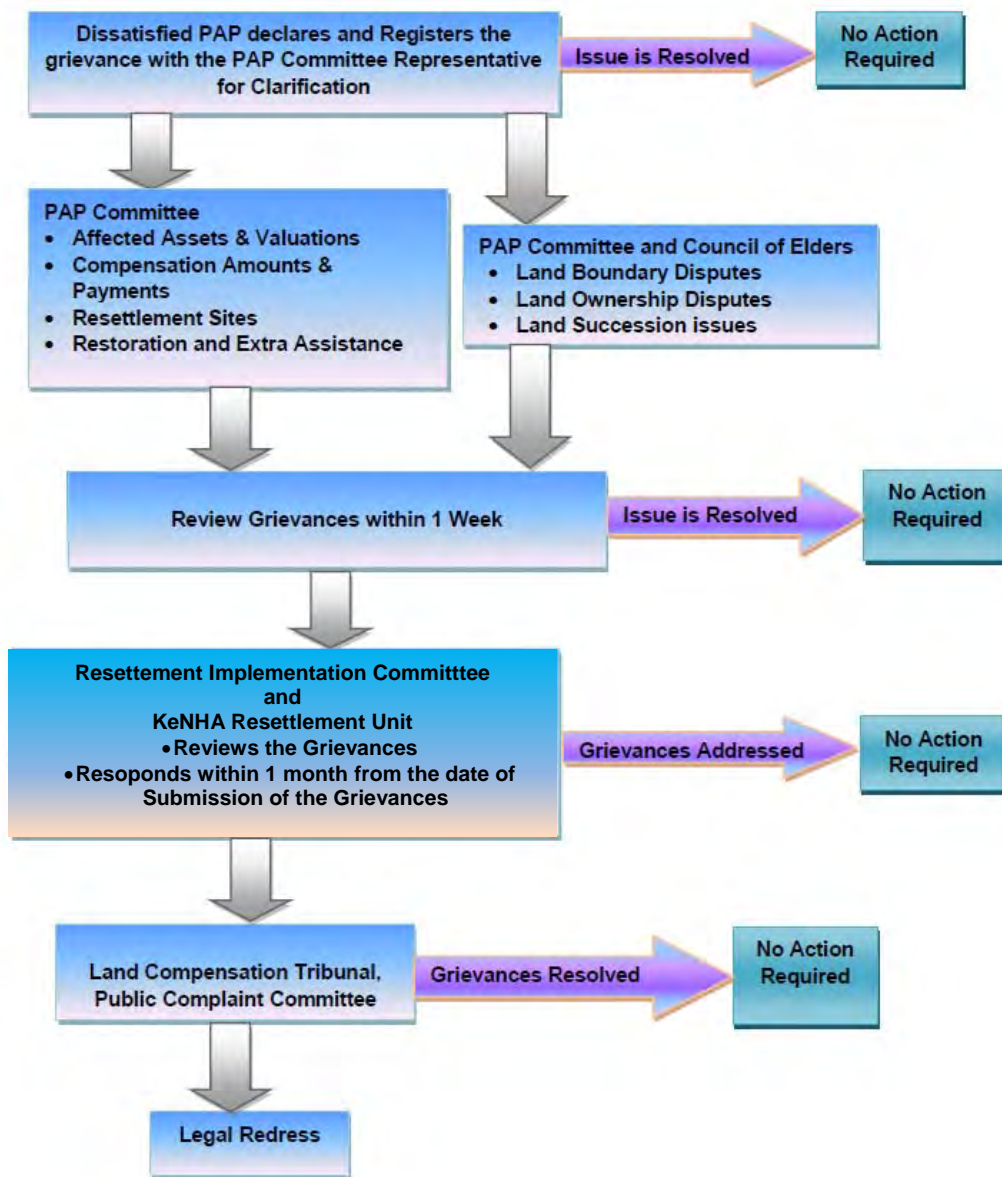 Dissatisfied PAP declares and Registers the
grievance with the PAP Committee Representative
for Clarification
Issue is Resolved
No Action
Required
PAP Committee
• Affected Assets & Valuations
• Compensation Amounts &
Payments
• Resettlement Sites
• Restoration and Extra Assistance
PAP Committee and Council of Elders
• Land Boundary Disputes
• Land Ownership Disputes
• Land Succession issues
Review Grievances within 1 Week
Issue is Resolved
No Action
Required
Resettement Implementation Committtee
and
KeNHA Resettlement Unit
•Reviews the Grievances
•Resoponds within 1 month from the date of
Submission of the Grievances
Grievances Addressed
No Action
Required
Land Compensation Tribunal,
Public Complaint Committee
Grievances Resolved
No Action
Required
Legal Redress